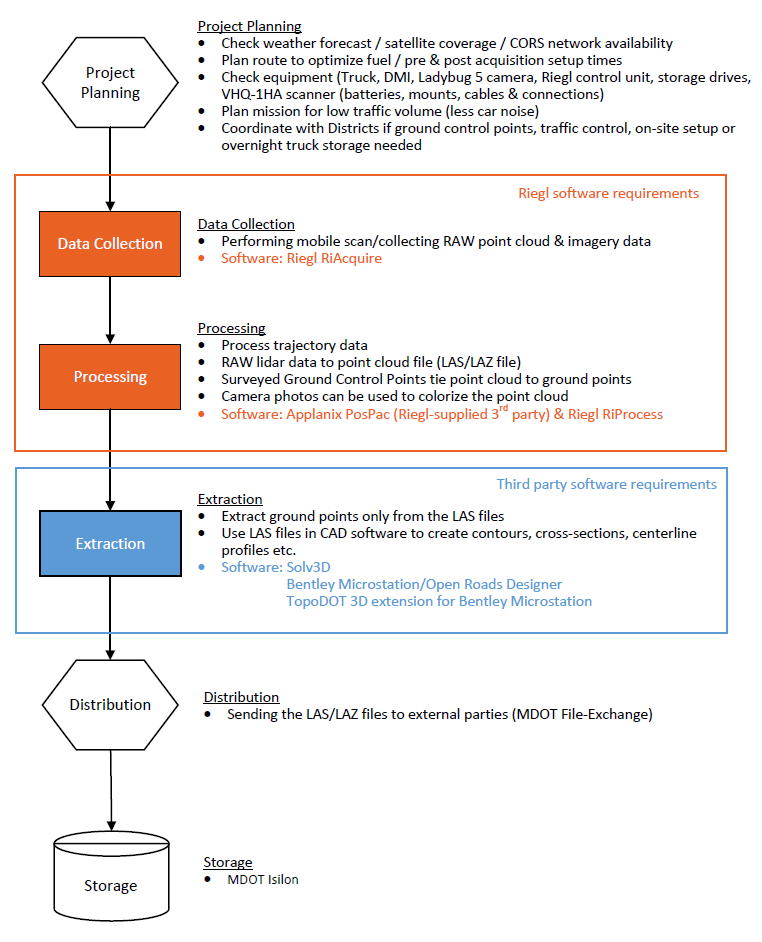 Project Planning
Project Planning
• Check weather forecast / satellite coverage / CORS network availability
• Plan route to optimize fuel / pre & post acquisition setup times
• Check equipment (Truck, DMI, Ladybug 5 camera, Riegl control unit, storage drives,
VHQ-1HA scanner (batteries, mounts, cables & connections)
• Plan mission for low traffic volume (less car noise)
• Coordinate with Districts if ground control points, traffic control, on-site setup or
overnight truck storage needed
Riegl software requirements
Data Collection
Data Collection
• Performing mobile scan/collecting RAW point cloud & imagery data
• Software: Riegl RiAcquire
Processing
Processing
• Process trajectory data
• RAW lidar data to point cloud file (LAS/LAZ file)
• Surveyed Ground Control Points tie point cloud to ground points
• Camera photos can be used to colorize the point cloud
• Software: Applanix PosPac (Riegl-supplied 3rd party) & Riegl RiProcess
Third party software requirements
Extraction
Extraction
• Extract ground points only from the LAS files
• Use LAS files in CAD software to create contours, cross-sections, centerline
profiles etc.
• Software: Solv3D
Bentley Microstation/Open Roads Designer
TopoDOT 3D extension for Bentley Microstation
Distribution
Distribution
• Sending the LAS/LAZ files to external parties (MDOT File-Exchange)
Storage
Storage
• MDOT Isilon